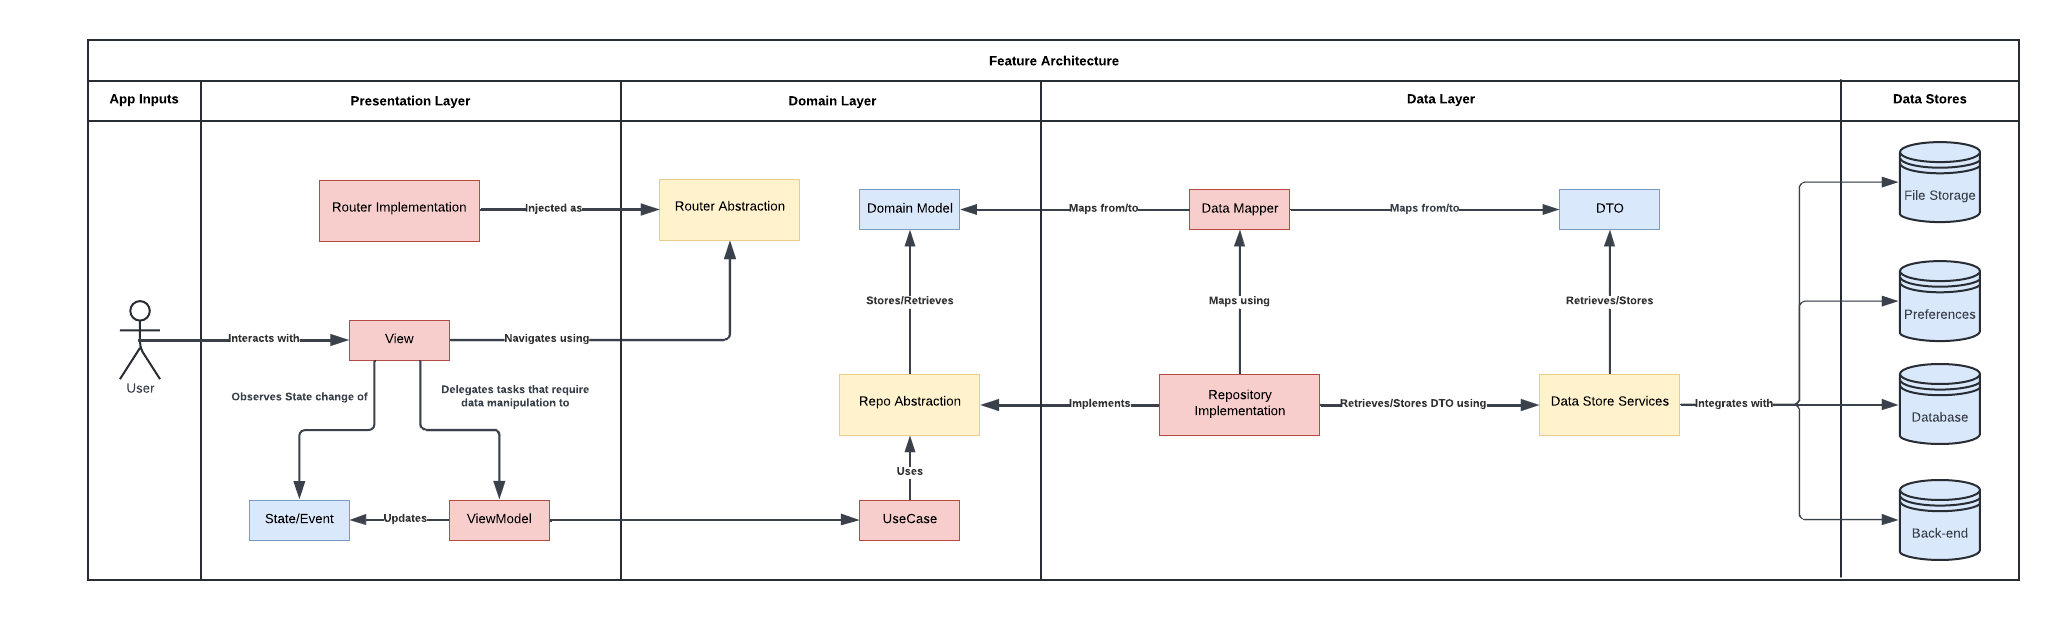 Feature Architecture
App Inputs
Presentation Layer
Domain Layer
Data Layer
Data Stores
Router Implementation
Injected as
Router Abstraction
Domain Model
Maps from/to
Data Mapper
Maps from/to
DTO
File Storage
Stores/Retrieves
Maps using
Retrieves/Stores
Preferences
User
Interacts with
View
Navigates using
Observes State change of
Delegates tasks that require
data manipulation to
Repo Abstraction
Implements
Repository
Implementation
Retrieves/Stores DTO using
Data Store Services
Integrates with
Database
Uses
State/Event
Updates
ViewModel
UseCase
Back-end